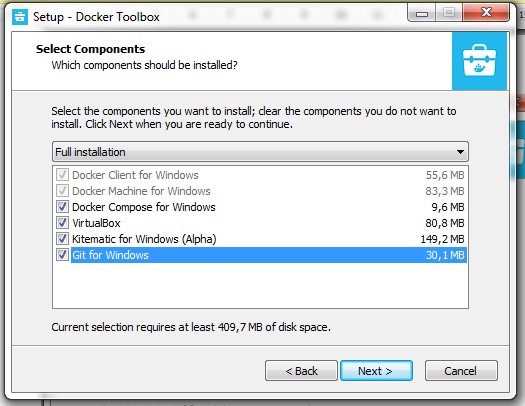 Setup - Docker Toolbox
Select Components
Which components should be installed?
Select the components you want to install; clear the components you do not want to
install. Click Next when you are ready to continue.
Full installation
Docker Client for Windows 55,6 MB
Docker Machine for Windows 83,3 MB
Docker Compose for Windows 9,6 MB
VirtualBox 80,8 MB
Kitematic for Windows (Alpha) 149,2 MB
Git for Windows 30,1 MB
Current selection requires at least 409,7 MB of disk space.
< Back Next > Cancel